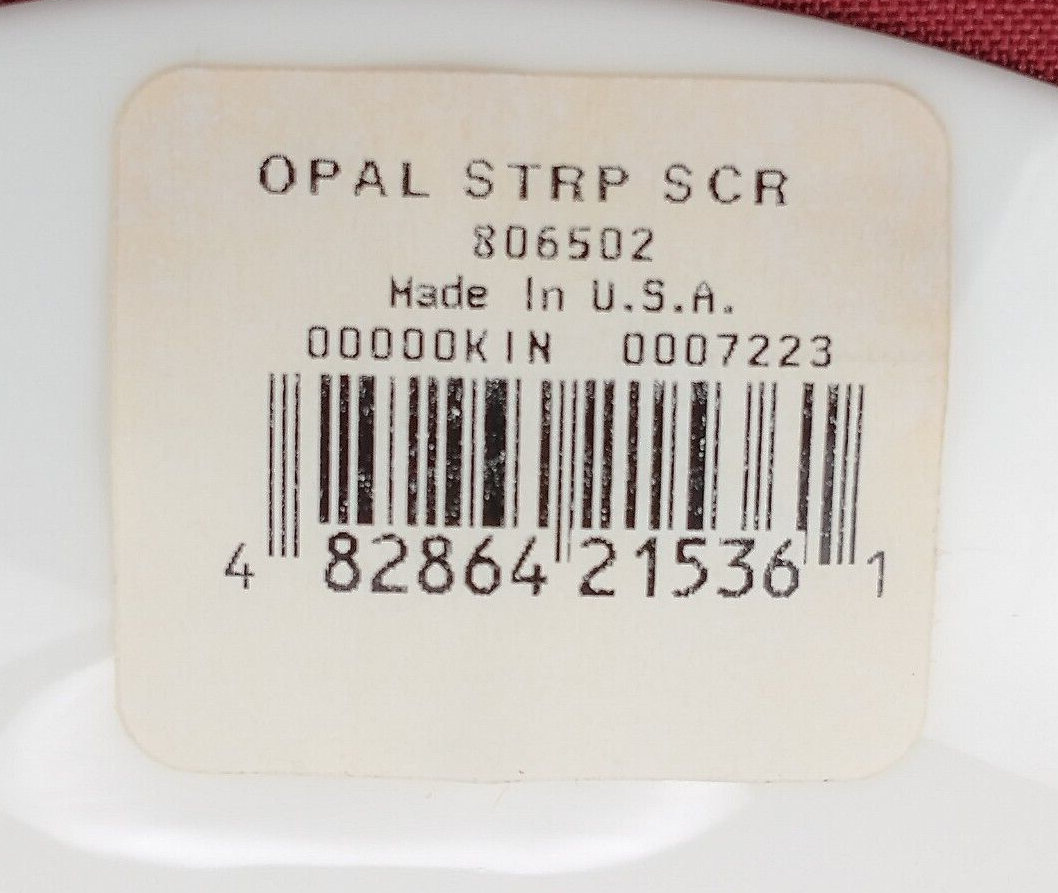 OPAL STRP SCR
806502
Made In U.S.A.
00000KIN 0007223
4 82864 21536 1